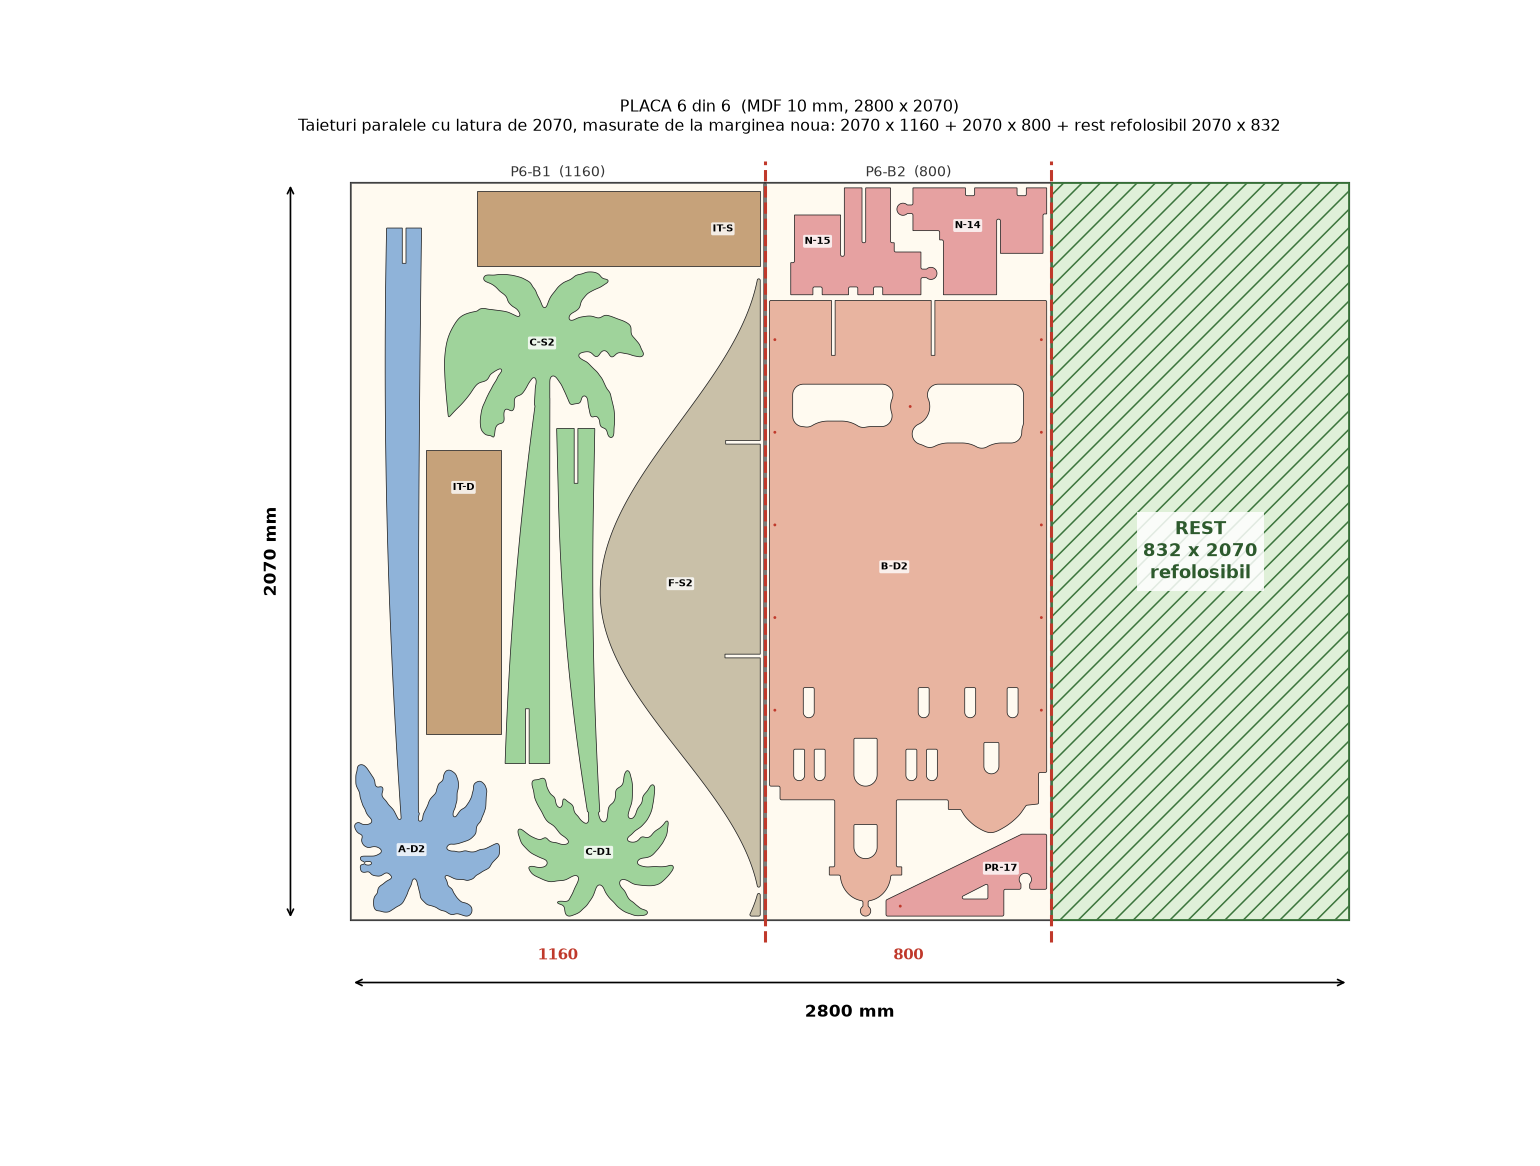 PLACA 6 din 6  (MDF 10 mm, 2800 x 2070)
Taieturi paralele cu latura de 2070, masurate de la marginea noua: 2070 x 1160 + 2070 x 800 + rest refolosibil 2070 x 832
P6-B1  (1160)
P6-B2  (800)
IT-S
N-15
N-14
C-S2
IT-D
F-S2
B-D2
REST
832 x 2070
refolosibil
2070 mm
A-D2
C-D1
PR-17
1160
800
2800 mm